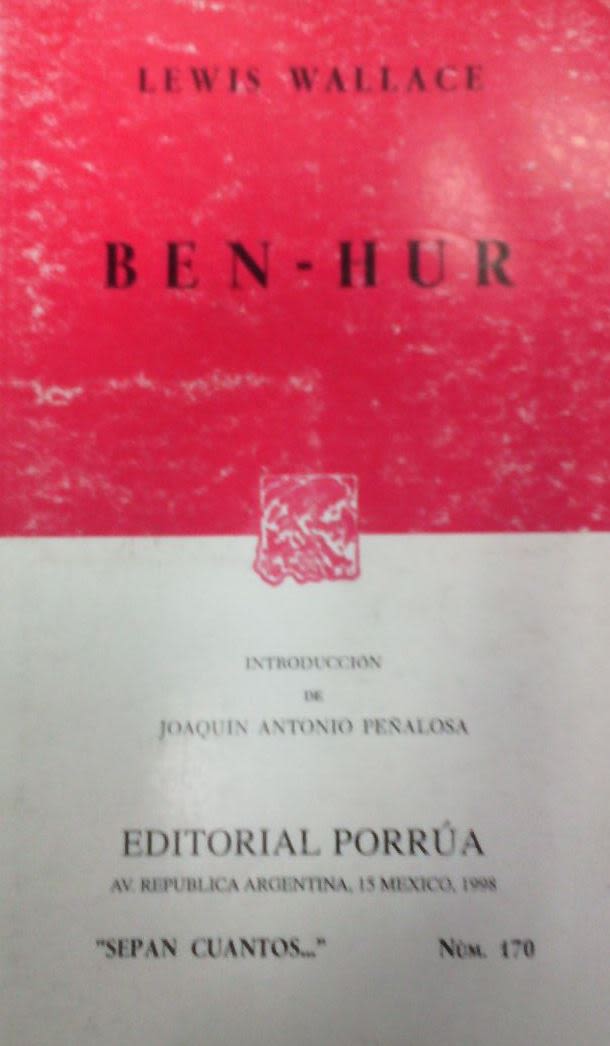 LEWIS WALLACE
BEN-HUR
INTRODUCCIÓN
DE
JOAQUIN ANTONIO PEÑALOSA
EDITORIAL PORRÚA
AV. REPUBLICA ARGENTINA, 15 MEXICO, 1998
"SEPAN CUANTOS..." NÚM. 170